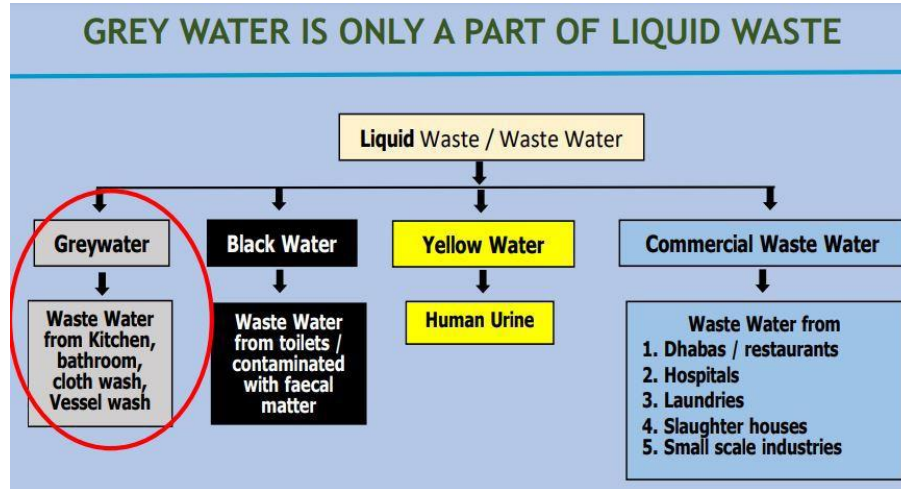 GREY WATER IS ONLY A PART OF LIQUID WASTE
Liquid Waste / Waste Water
Greywater
Black Water
Yellow Water
Commercial Waste Water
Waste Water
from Kitchen,
bathroom,
cloth wash,
Vessel wash
Waste Water
from toilets /
contaminated
with faecal
matter
Human Urine
Waste Water from
1. Dhabas / restaurants
2. Hospitals
3. Laundries
4. Slaughter houses
5. Small scale industries